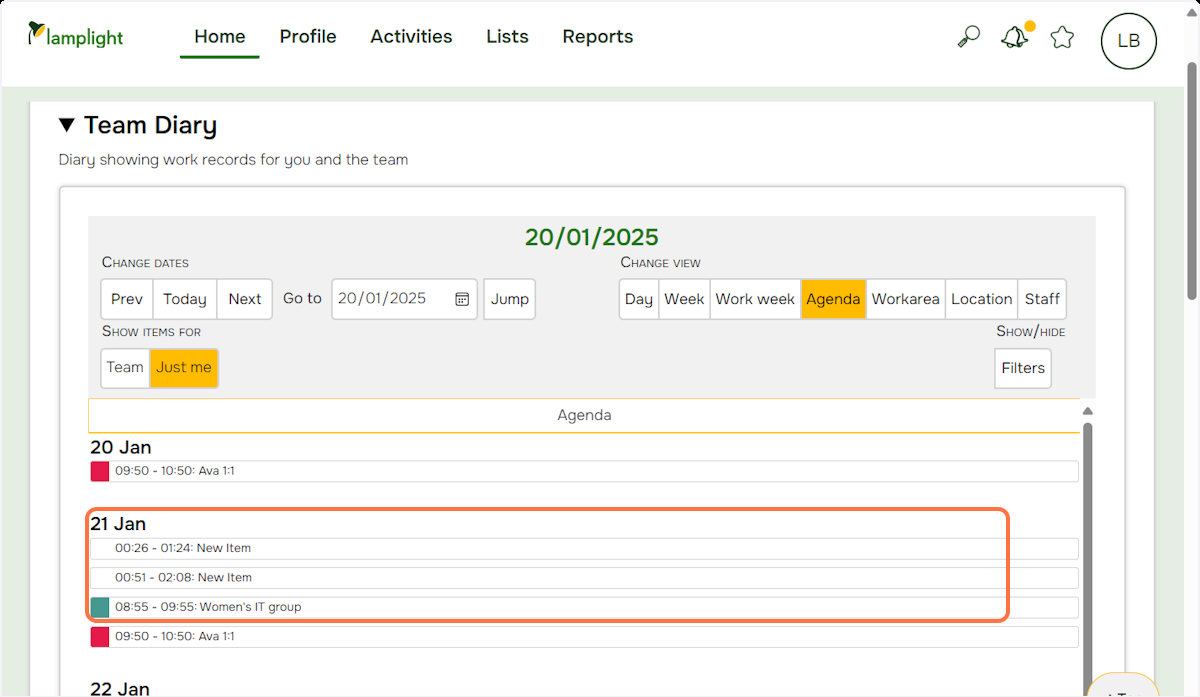 lamplight Home Profile Activities Lists Reports LB
Team Diary
Diary showing work records for you and the team
20/01/2025
Change dates Change view
Prev Today Next Go to 20/01/2025 Jump Day Week Work week Agenda Workarea Location Staff
Show items for Show/hide
Team Just me Filters
Agenda
20 Jan
09:50 - 10:50: Ava 1:1
21 Jan
00:26 - 01:24: New Item
00:51 - 02:08: New Item
08:55 - 09:55: Women's IT group
09:50 - 10:50: Ava 1:1
22 Jan